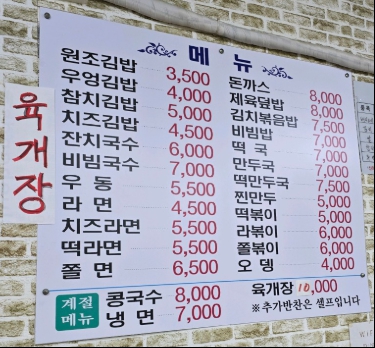 육개장
메뉴
원조김밥 3,500
우엉김밥 4,000
참치김밥 5,000
치즈김밥 4,500
잔치국수 6,000
비빔국수 7,000
우동 5,500
라면 4,500
치즈라면 5,500
떡라면 5,500
쫄면 6,500
돈까스 8,000
제육덮밥 8,000
김치볶음밥 7,500
비빔밥 7,000
떡국 7,000
만두국 7,000
떡만두국 7,500
찐만두 5,000
떡볶이 5,000
라볶이 6,000
쫄볶이 6,000
오뎅 4,000
계절
메뉴
콩국수 8,000
냉면 7,000
육개장 10,000
※추가반찬은 셀프입니다